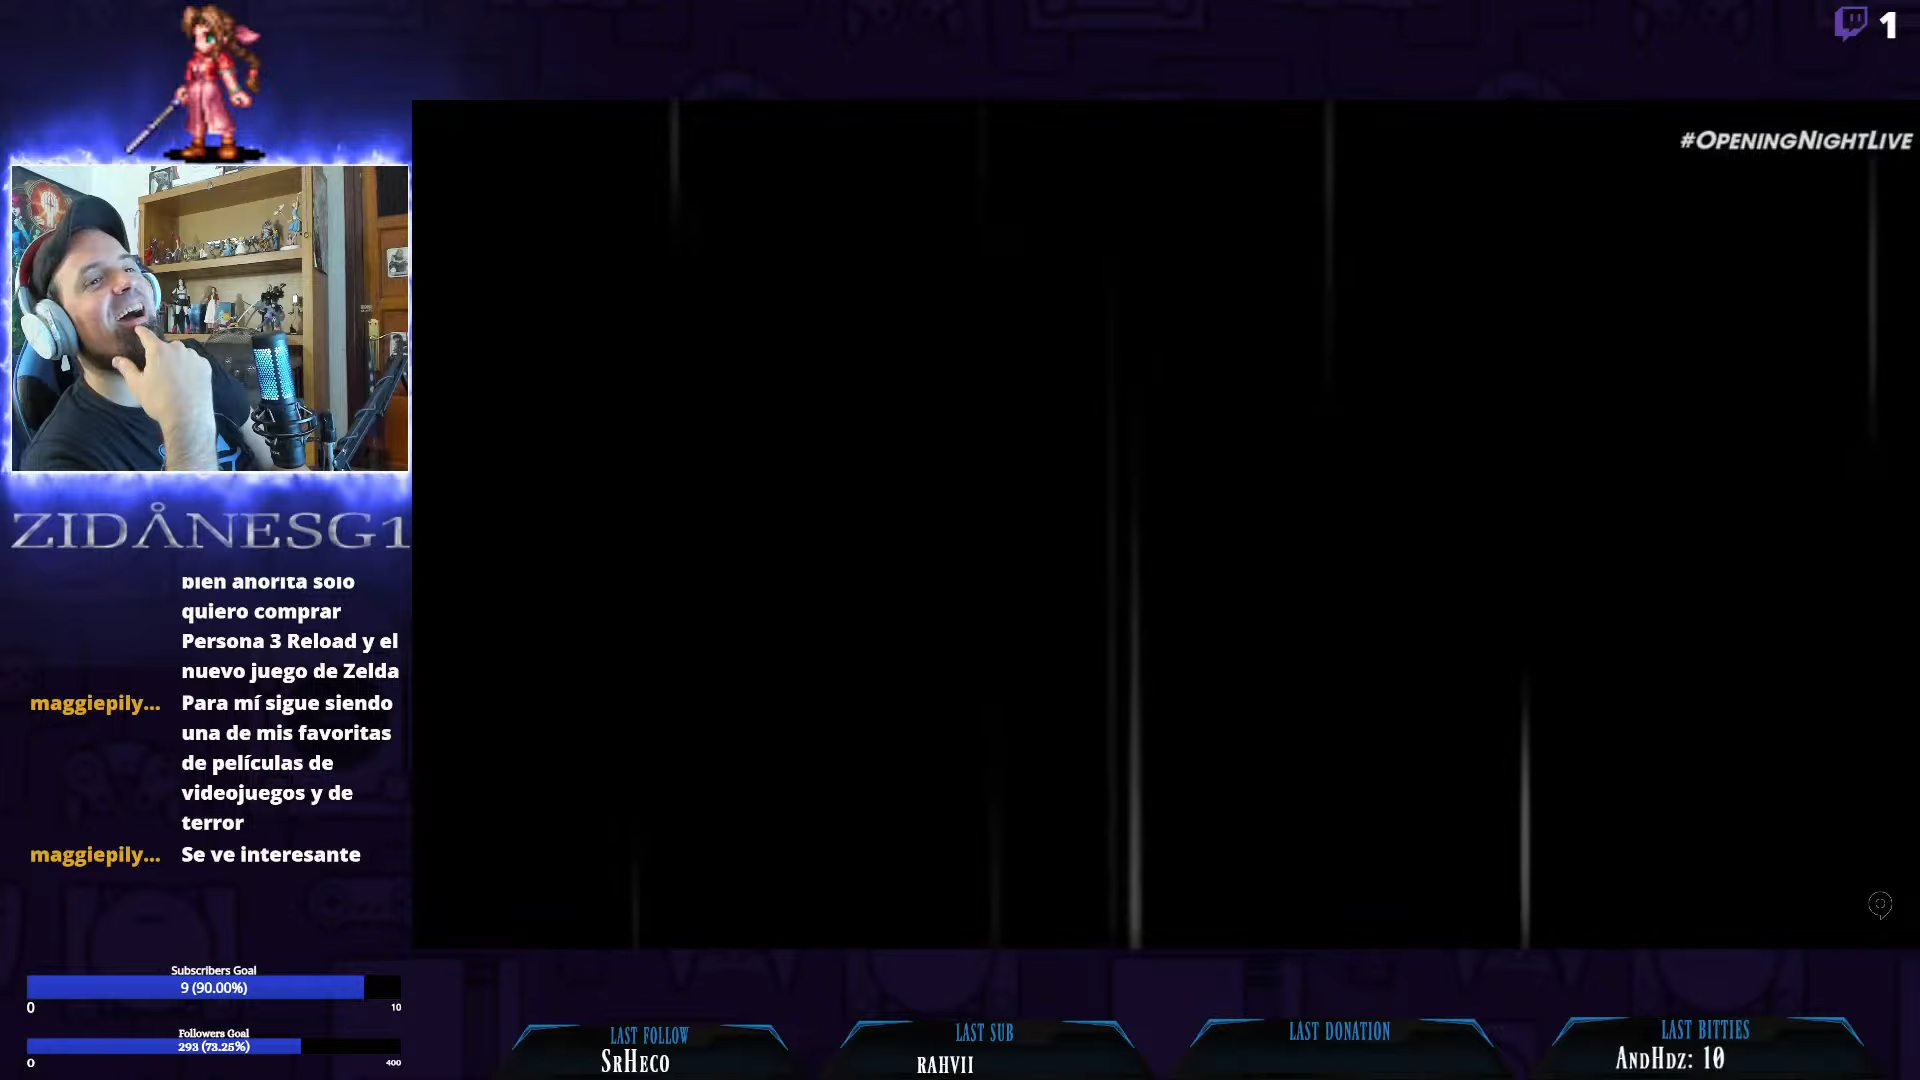 1
#OPENINGNIGHTLIVE
ZIDÅNESG1
bien ahorita solo
quiero comprar
Persona 3 Reload y el
nuevo juego de Zelda
maggiepily... Para mí sigue siendo
una de mis favoritas
de películas de
videojuegos y de
terror
maggiepily... Se ve interesante
Subscribers Goal
9 (90.00%)
0 10
Followers Goal
293 (73.25%)
0 400
LAST FOLLOW
SRHECO
LAST SUB
RAHVII
LAST DONATION
LAST BITTIES
ANDHDZ: 10